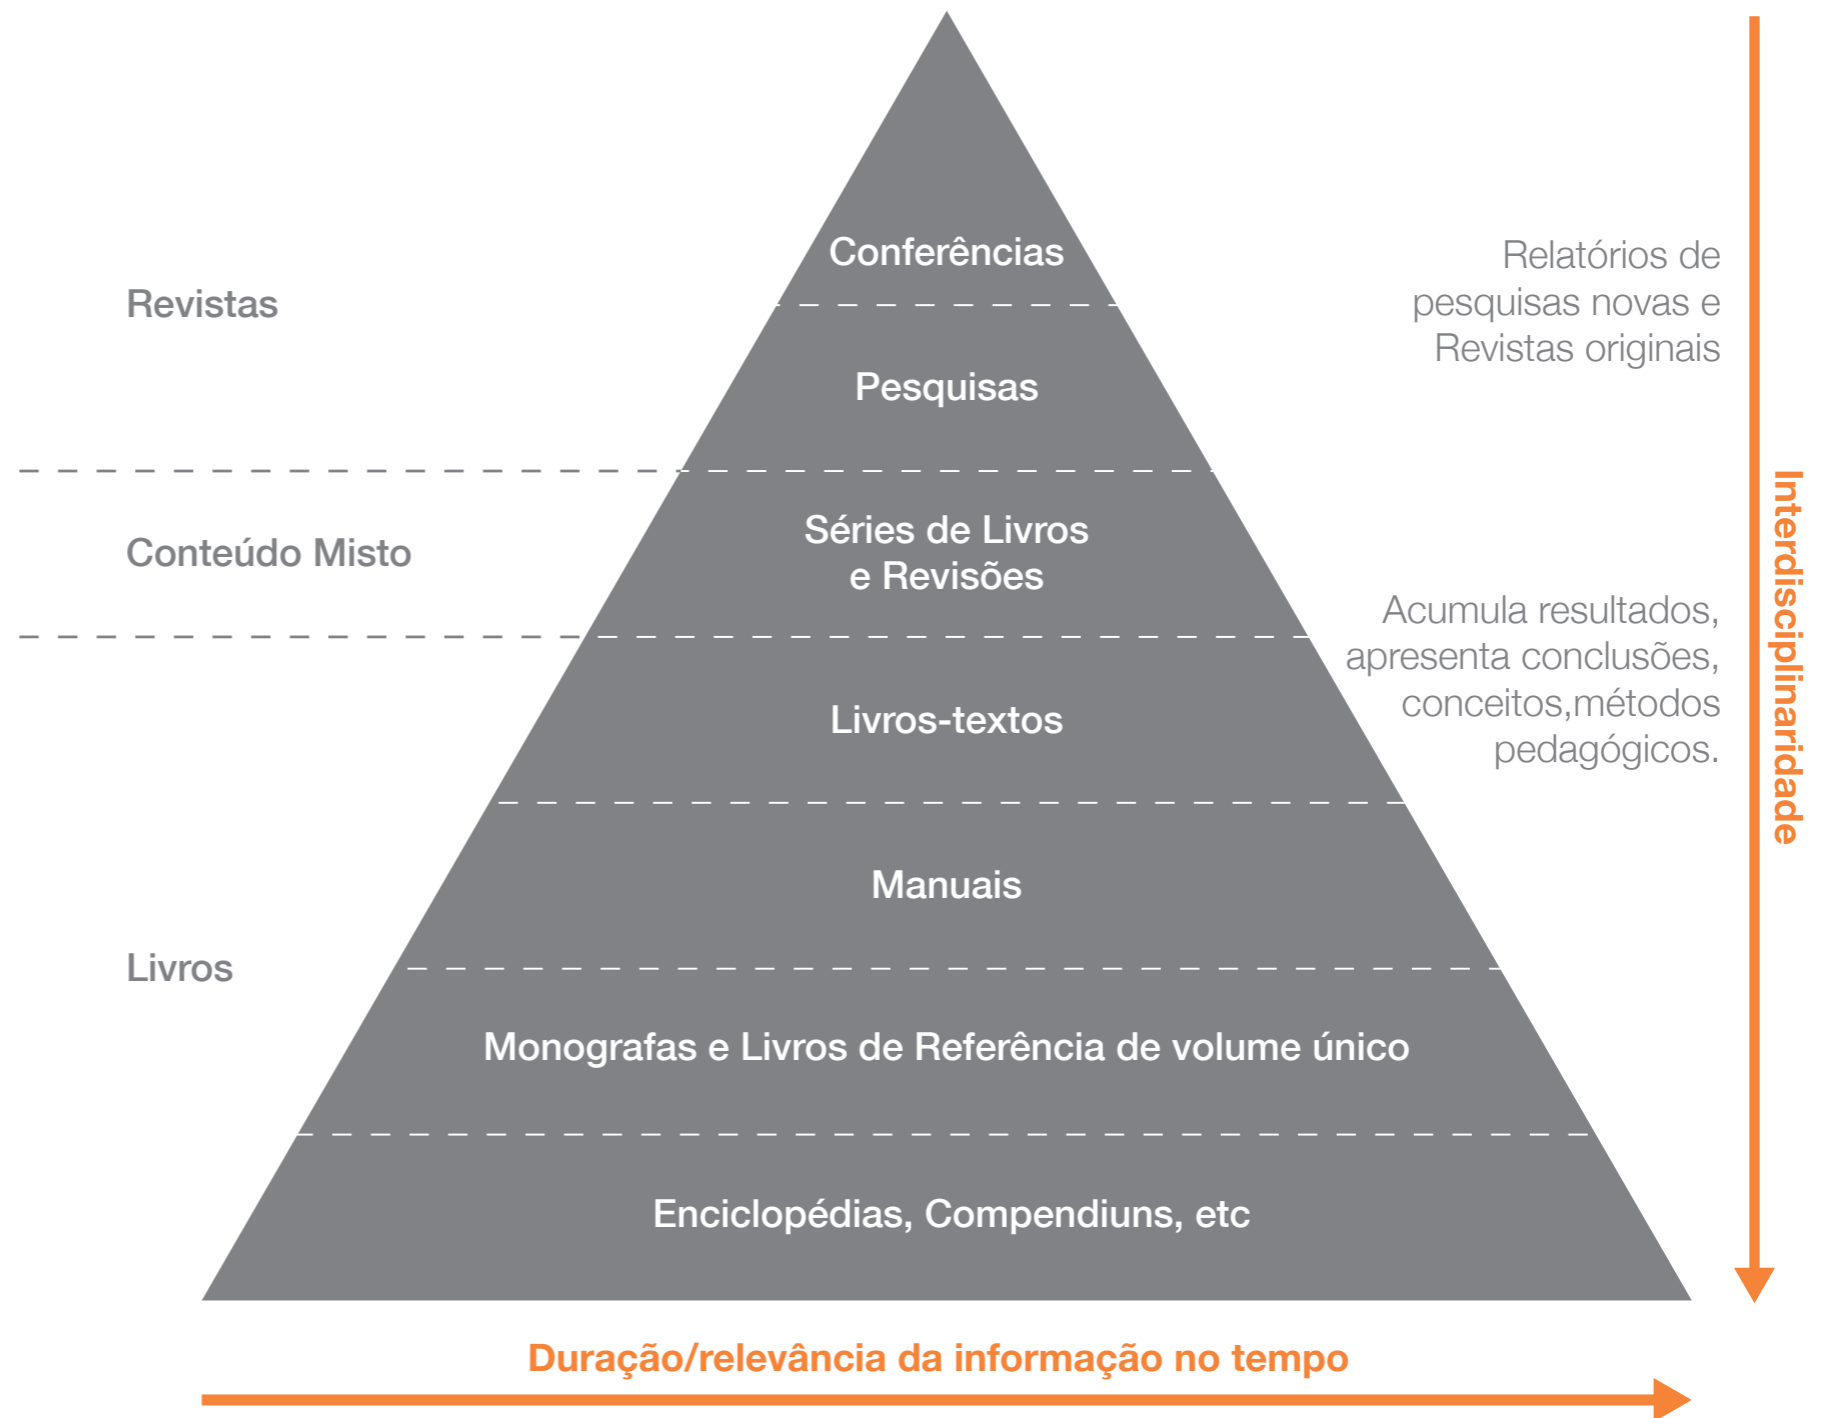 Conferências
Revistas
Relatórios de
pesquisas novas e
Revistas originais
Pesquisas
Séries de Livros
e Revisões
Conteúdo Misto
Acumula resultados,
apresenta conclusões,
conceitos,métodos
pedagógicos.
Interdisciplinaridade
Livros-textos
Manuais
Livros
Monografas e Livros de Referência de volume único
Enciclopédias, Compendiuns, etc
Duração/relevância da informação no tempo